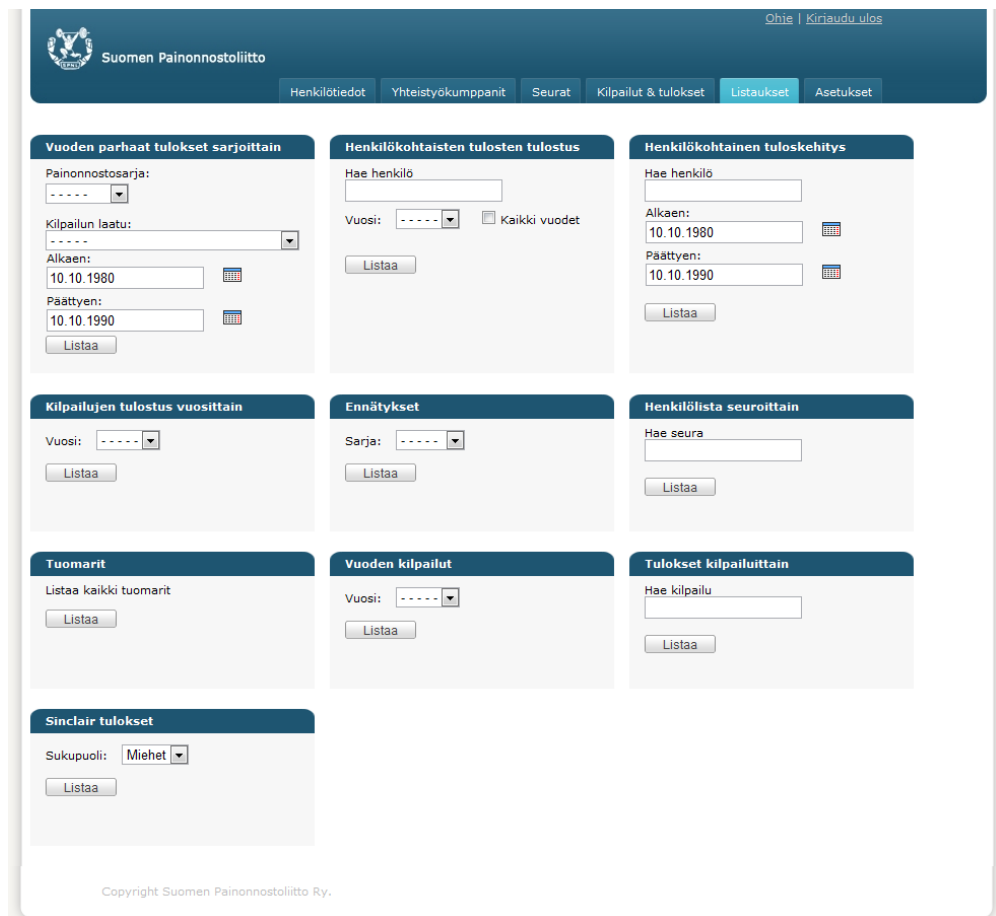 Ohje | Kirjaudu ulos
Suomen Painonnostoliitto
Henkilötiedot Yhteistyökumppanit Seurat Kilpailut & tulokset Listaukset Asetukset
Vuoden parhaat tulokset sarjoittain
Painonnostosarja:
- - - - -
Kilpailun laatu:
- - - - -
Alkaen:
10.10.1980
Päättyen:
10.10.1990
Listaa
Henkilökohtaisten tulosten tulostus
Hae henkilö
Vuosi: - - - - - Kaikki vuodet
Listaa
Henkilökohtainen tuloskehitys
Hae henkilö
Alkaen:
10.10.1980
Päättyen:
10.10.1990
Listaa
Kilpailujen tulostus vuosittain
Vuosi: - - - - -
Listaa
Ennätykset
Sarja: - - - - -
Listaa
Henkilölista seuroittain
Hae seura
Listaa
Tuomarit
Listaa kaikki tuomarit
Listaa
Vuoden kilpailut
Vuosi: - - - - -
Listaa
Tulokset kilpailuittain
Hae kilpailu
Listaa
Sinclair tulokset
Sukupuoli: Miehet
Listaa
Copyright Suomen Painonnostoliitto Ry.